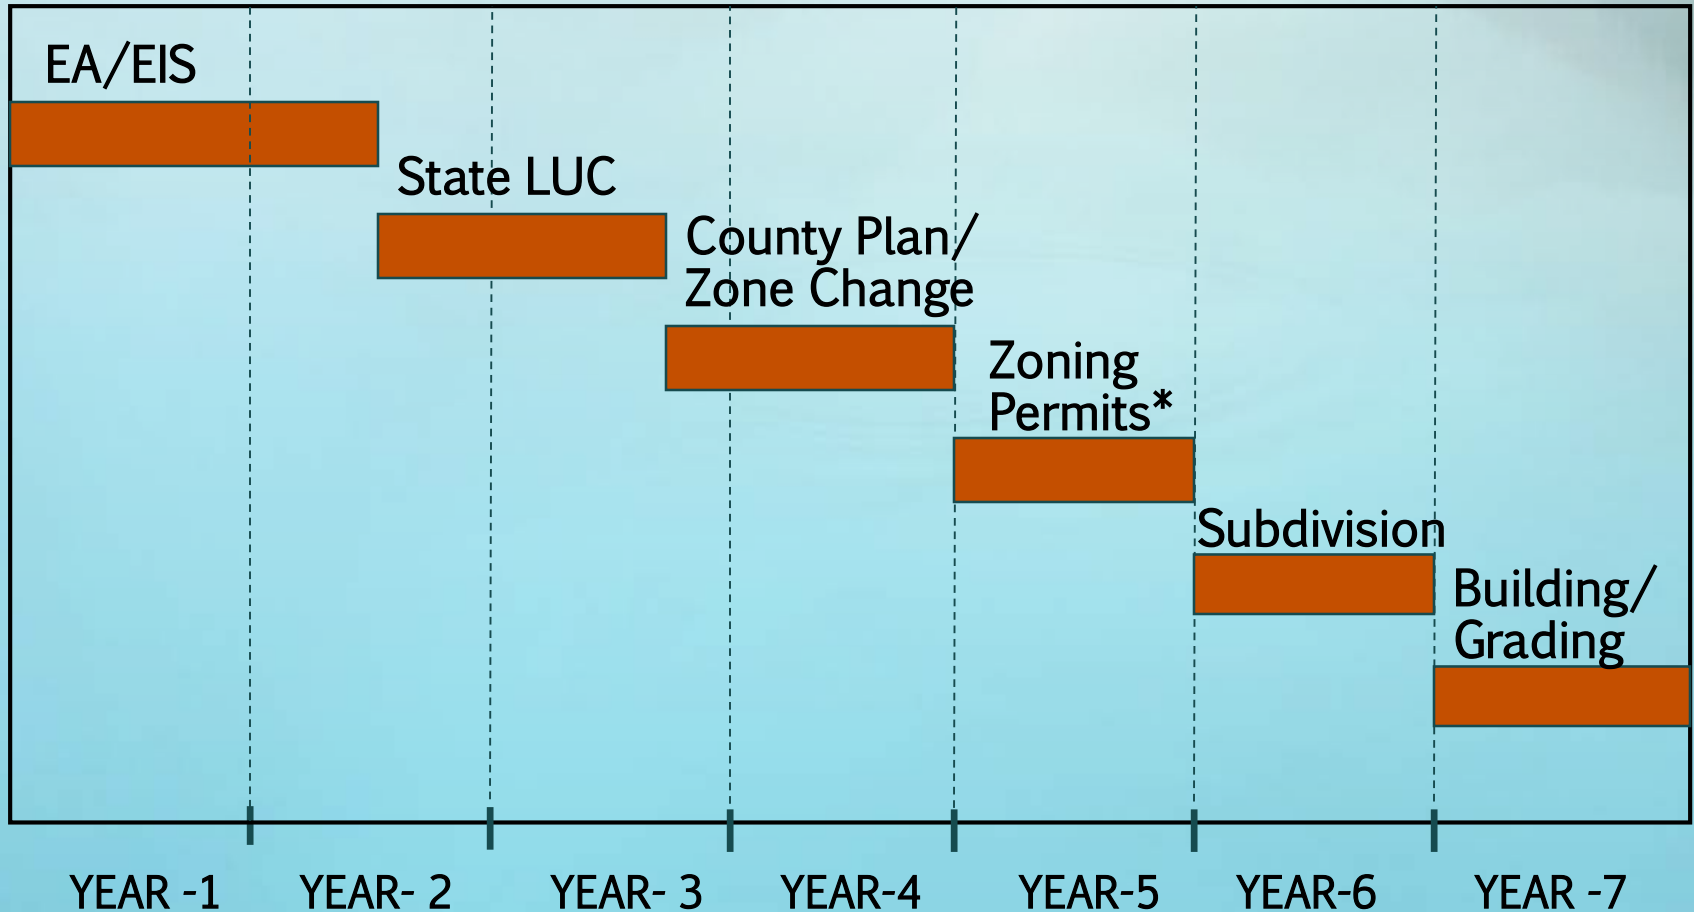 EA/EIS
State LUC
County Plan/
Zone Change
Zoning
Permits*
Subdivision
Building/
Grading
YEAR -1
YEAR- 2
YEAR- 3
YEAR-4
YEAR-5
YEAR-6
YEAR -7